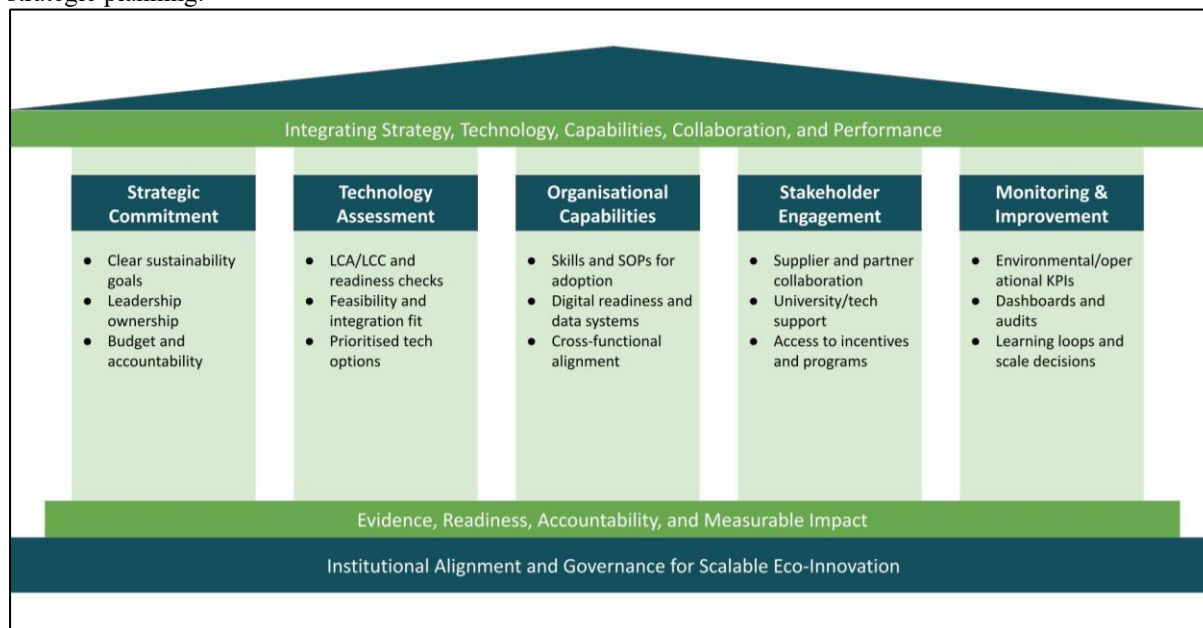 strategic planning.
Integrating Strategy, Technology, Capabilities, Collaboration, and Performance
Strategic
Commitment
● Clear sustainability
goals
● Leadership
ownership
● Budget and
accountability
Technology
Assessment
● LCA/LCC and
readiness checks
● Feasibility and
integration fit
● Prioritised tech
options
Organisational
Capabilities
● Skills and SOPs for
adoption
● Digital readiness and
data systems
● Cross-functional
alignment
Stakeholder
Engagement
● Supplier and partner
collaboration
● University/tech
support
● Access to incentives
and programs
Monitoring &
Improvement
● Environmental/oper
ational KPIs
● Dashboards and
audits
● Learning loops and
scale decisions
Evidence, Readiness, Accountability, and Measurable Impact
Institutional Alignment and Governance for Scalable Eco-Innovation